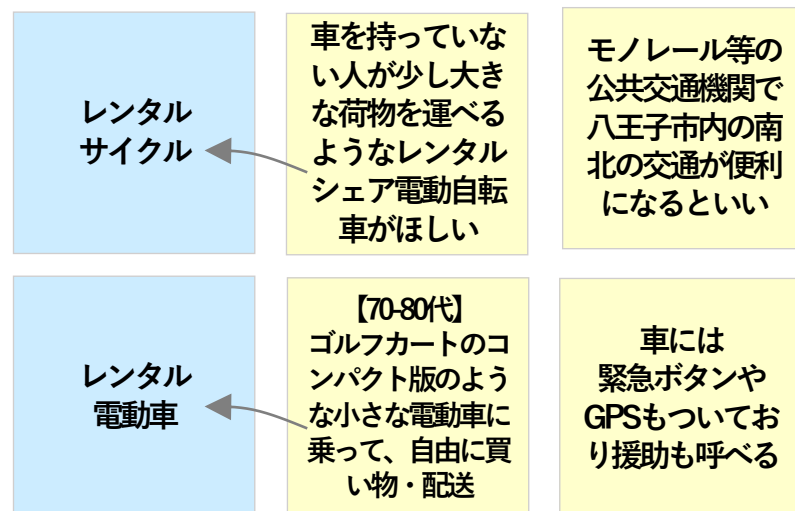 レンタル
サイクル
車を持っていな
い人が少し大き
な荷物を運べる
ようなレンタル
シェア電動自転
車がほしい
モノレール等の
公共交通機関で
八王子市内の南
北の交通が便利
になるといい
レンタル
電動車
【70-80代】
ゴルフカートのコ
ンパクト版のよう
な小さな電動車に
乗って、自由に買
い物・配送
車には
緊急ボタンや
GPSもついてお
り援助も呼べる